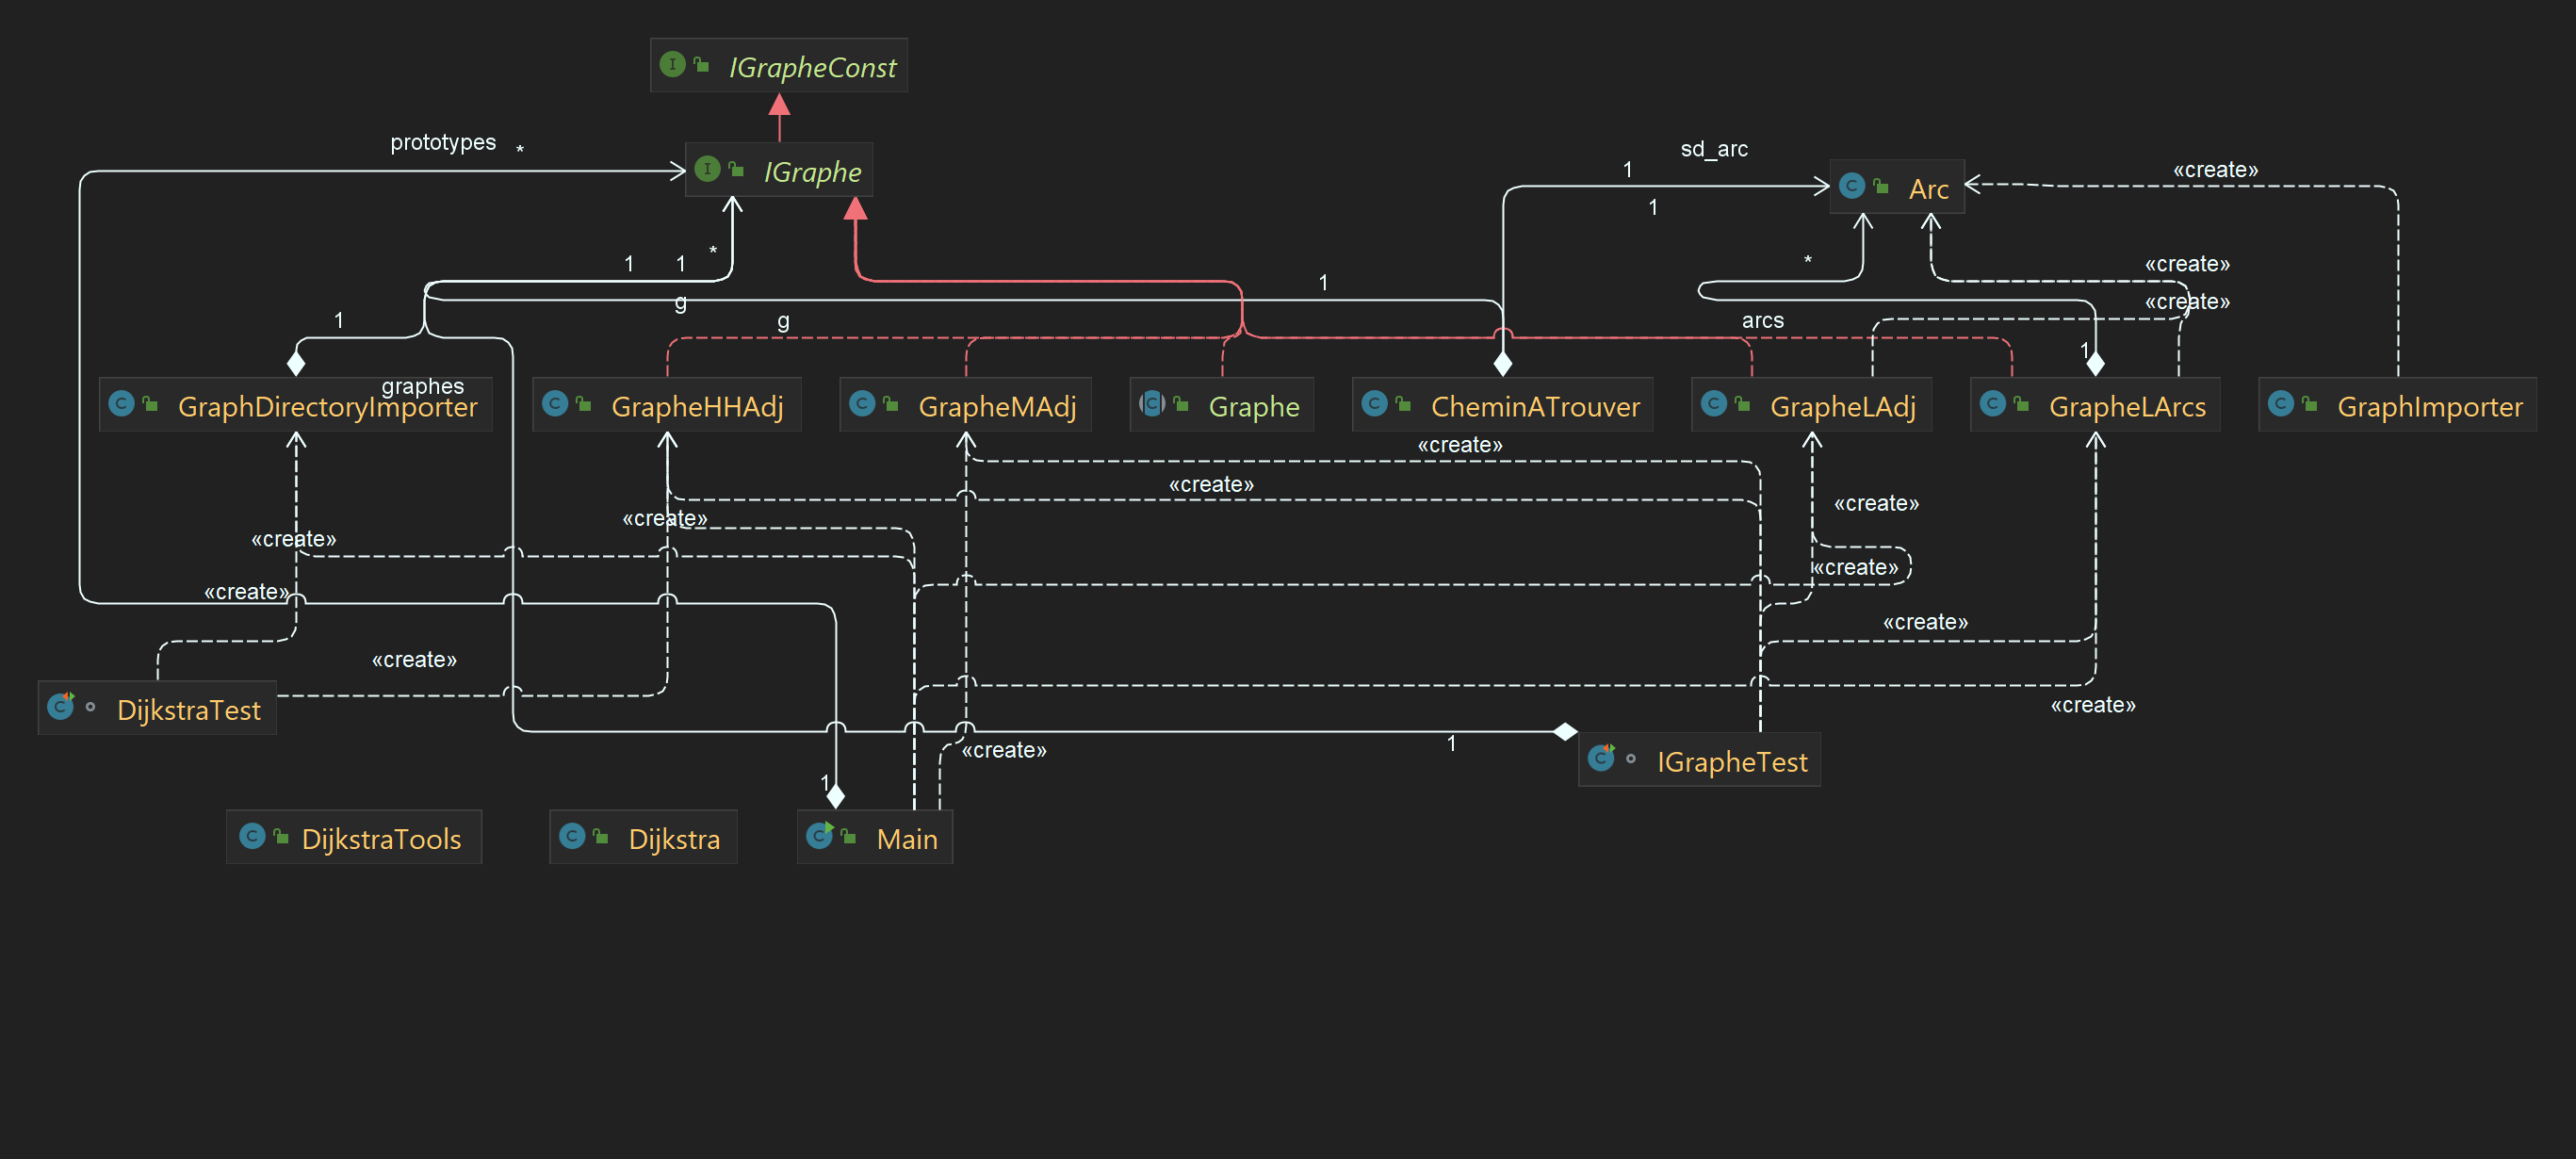 IGrapheConst
prototypes
*
IGraphe
sd_arc
1
1
Arc
«create»
1
1
*
1
*
«create»
g
«create»
1
g
arcs
1
graphes
GraphDirectoryImporter
GrapheHHAdj
GrapheMAdj
Graphe
CheminATrouver
GrapheLAdj
GrapheLArcs
GraphImporter
«create»
«create»
«create»
«create»
«create»
«create»
«create»
«create»
«create»
DijkstraTest
«create»
1
«create»
IGrapheTest
1
DijkstraTools
Dijkstra
Main